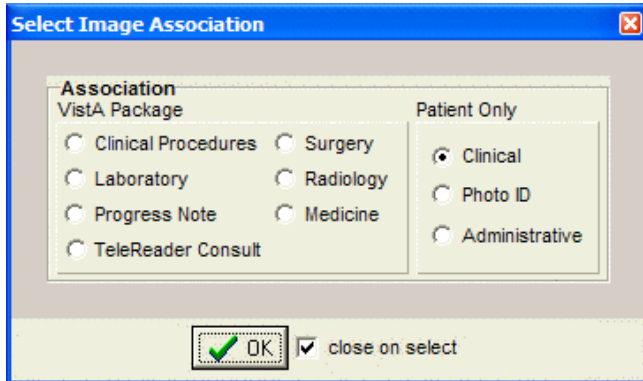 Select Image Association
Association
VistA Package Patient Only
Clinical Procedures Surgery Clinical
Laboratory Radiology Photo ID
Progress Note Medicine Administrative
TeleReader Consult
OK close on select